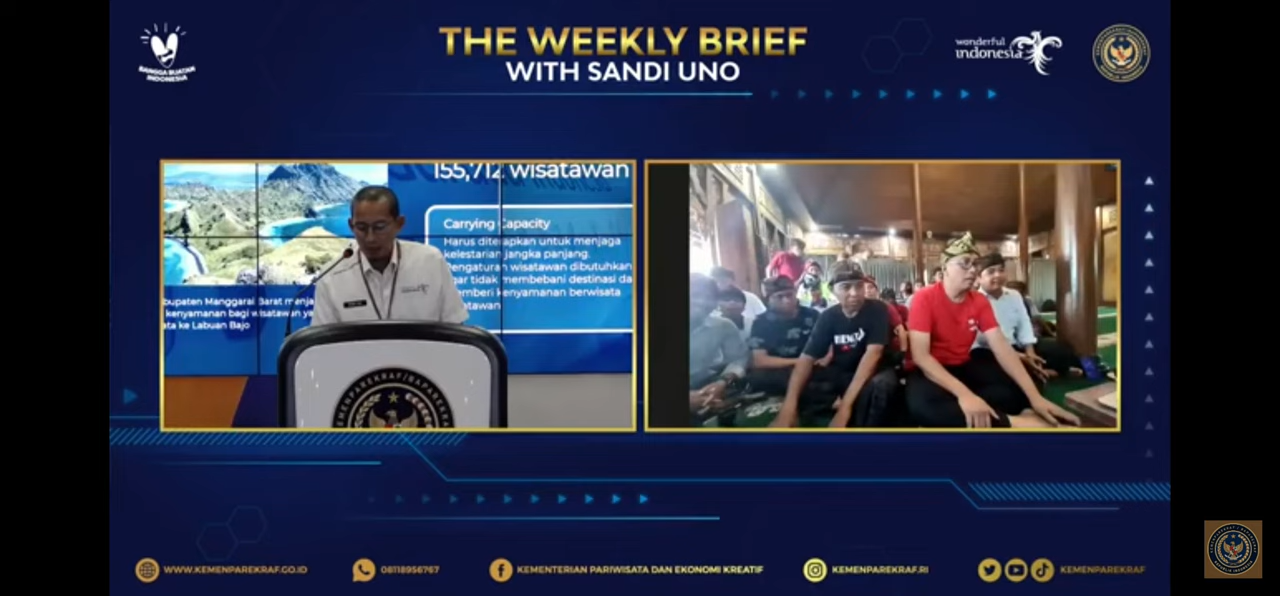 THE WEEKLY BRIEF
WITH SANDI UNO
BANGGA BUATAN
INDONESIA
wonderful
indonesia
155,712 wisatawan
Carrying Capacity
Harus diterapkan untuk menjaga
kelestarian jangka panjang.
Pengaturan wisatawan dibutuhkan
agar tidak membebani destinasi da
memberi kenyamanan berwisata
wisatawan
bupaten Manggarai Barat menja
kenyamanan bagi wisatawan ya
ata ke Labuan Bajo
KEMENPAREKRAF/BAPAREKRAF
WWW.KEMENPAREKRAF.GO.ID
08118956767
KEMENTERIAN PARIWISATA DAN EKONOMI KREATIF
KEMENPAREKRAF.RI
KEMENPAREKRAF